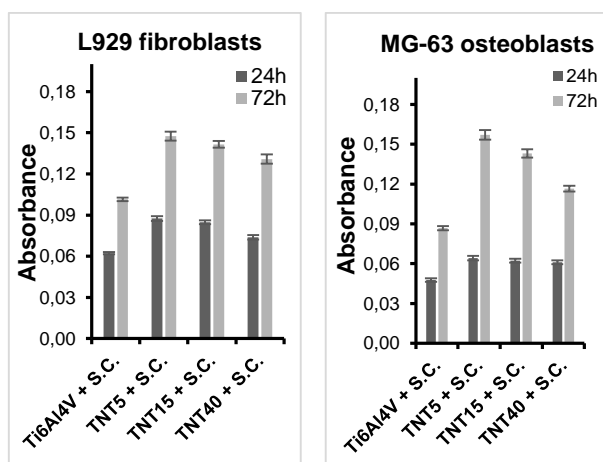 L929 fibroblasts
24h
72h
Absorbance
0,18
0,15
0,12
0,09
0,06
0,03
0,00
Ti6Al4V + S.C.
TNT5 + S.C.
TNT15 + S.C.
TNT40 + S.C.
MG-63 osteoblasts
24h
72h
Absorbance
0,18
0,15
0,12
0,09
0,06
0,03
0,00
Ti6Al4V + S.C.
TNT5 + S.C.
TNT15 + S.C.
TNT40 + S.C.